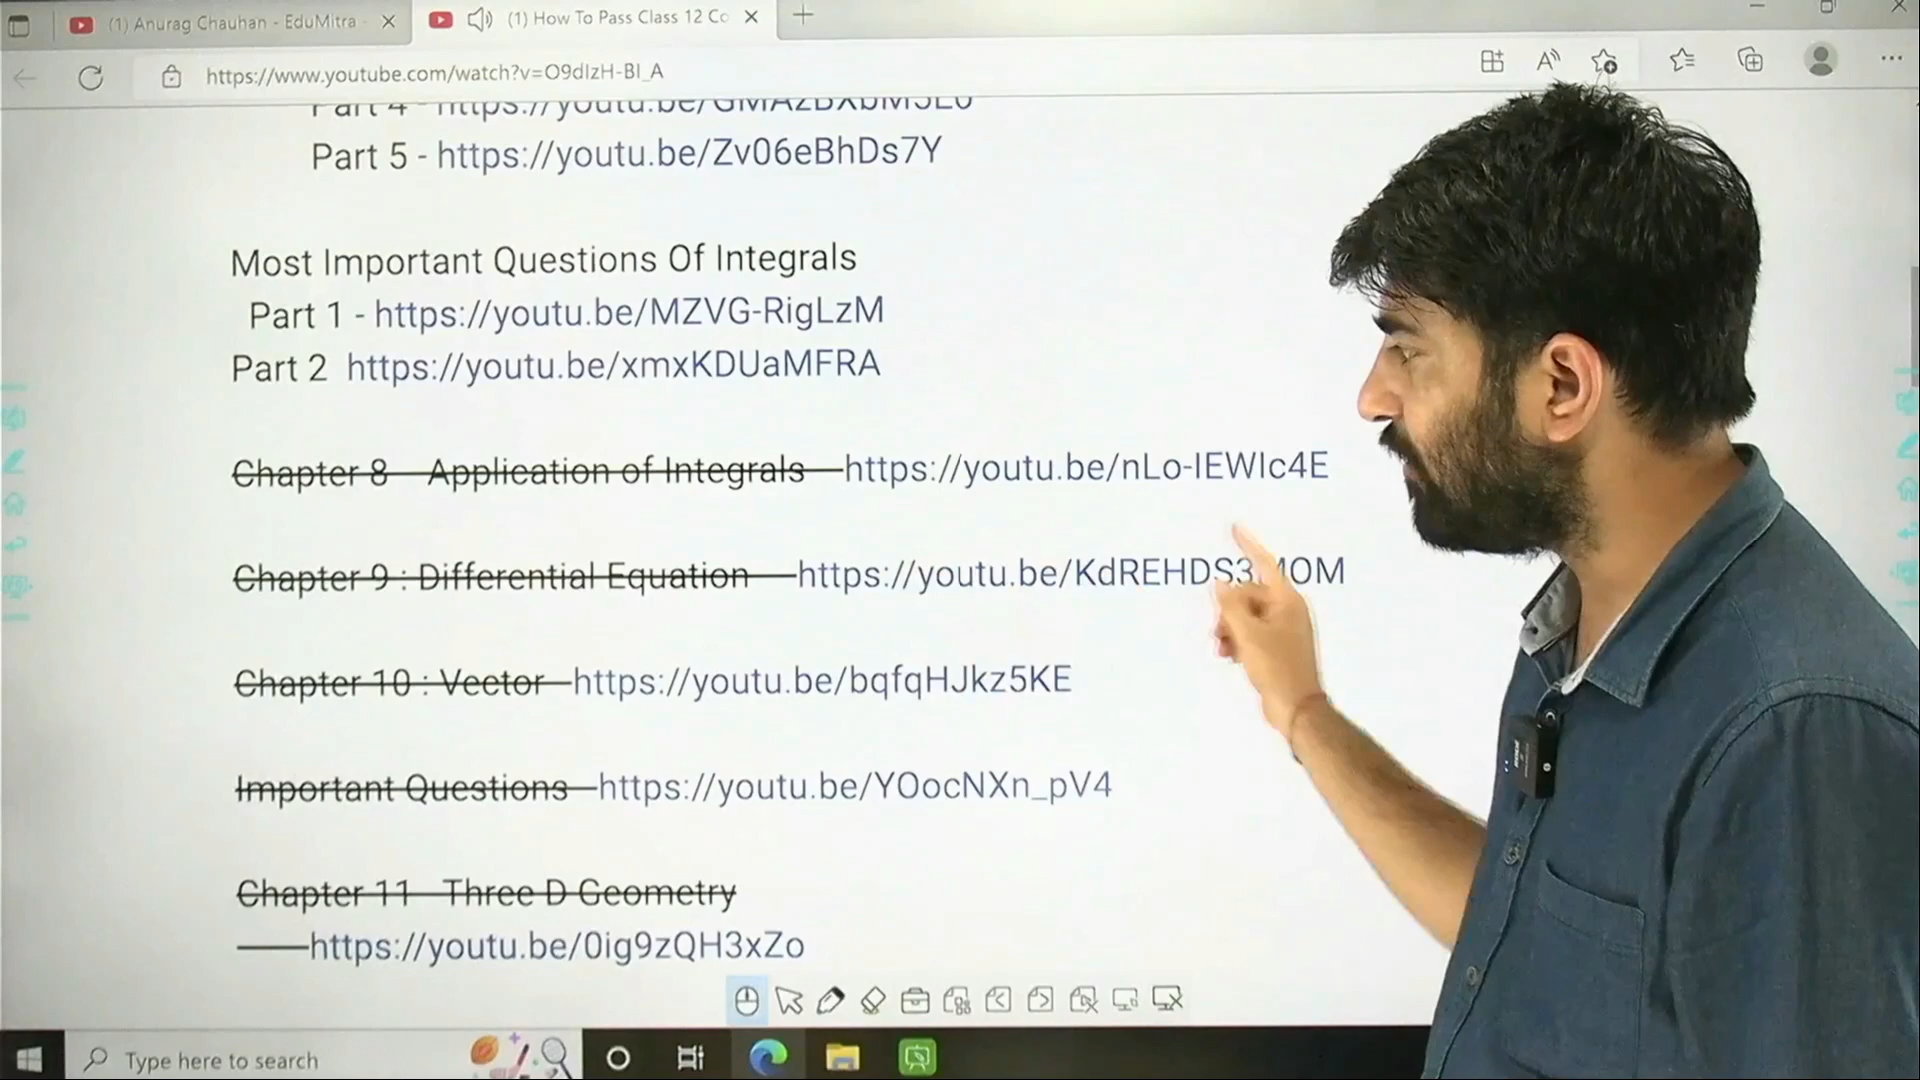 (1) Anurag Chauhan - EduMitra -
(1) How To Pass Class 12 Co
https://www.youtube.com/watch?v=O9dIzH-BI_A
Part 4 -
Part 5 - https://youtu.be/Zv06eBhDs7Y
Most Important Questions Of Integrals
Part 1 - https://youtu.be/MZVG-RigLzM
Part 2 https://youtu.be/xmxKDUaMFRA
Chapter 8 Application of Integrals https://youtu.be/nLo-IEWIc4E
Chapter 9 : Differential Equation https://youtu.be/KdREHDS3MOM
Chapter 10 : Vector https://youtu.be/bqfqHJkz5KE
Important Questions https://youtu.be/YOocNXn_pV4
Chapter 11 Three D Geometry
https://youtu.be/0ig9zQH3xZo
Type here to search